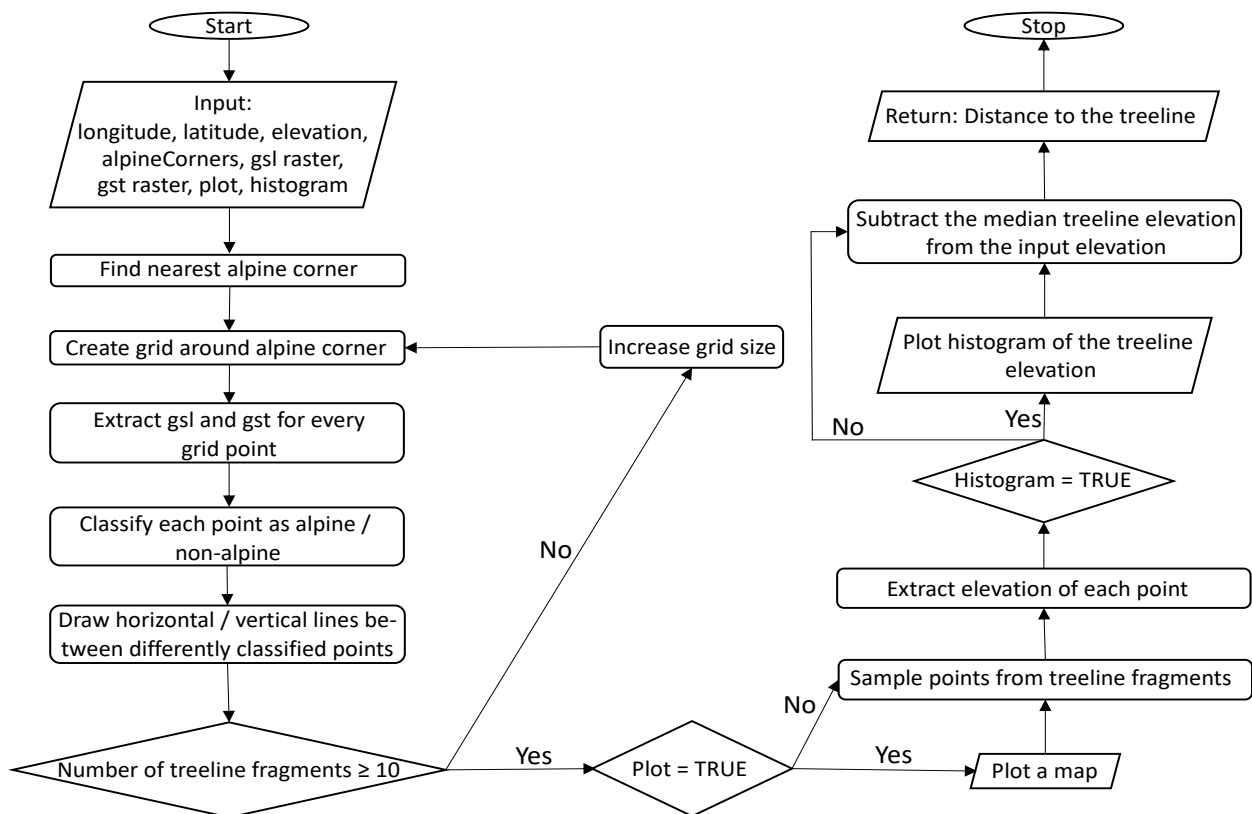 Start
Input:
longitude, latitude, elevation,
alpineCorners, gsl raster,
gst raster, plot, histogram
Find nearest alpine corner
Create grid around alpine corner
Increase grid size
Extract gsl and gst for every
grid point
Classify each point as alpine /
non-alpine
Draw horizontal / vertical lines be-
tween differently classified points
Number of treeline fragments ≥ 10
No
Yes
Plot = TRUE
No
Yes
Plot a map
Sample points from treeline fragments
Extract elevation of each point
Histogram = TRUE
No
Yes
Plot histogram of the treeline
elevation
Subtract the median treeline elevation
from the input elevation
Return: Distance to the treeline
Stop